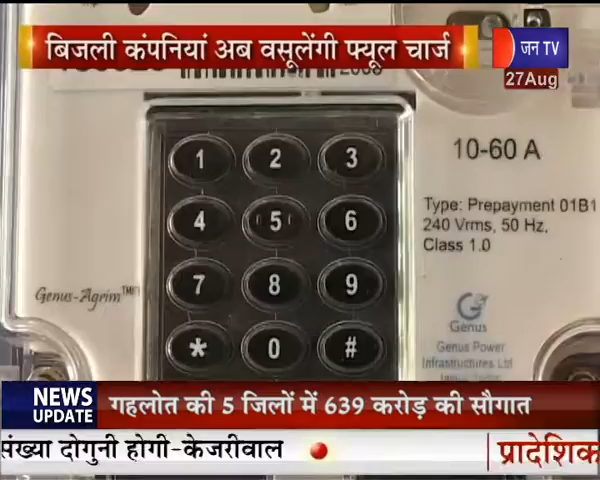 बिजली कंपनियां अब वसूलेंगी फ्यूल चार्ज
जन TV
27Aug
10-60 A
Type: Prepayment 01B1
240 Vrms, 50 Hz,
Class 1.0
1 2 3
4 5 6
7 8 9
* 0 #
Genus-Agrim™
Genus
Genus Power
Infrastructures Ltd
NEWS UPDATE
गहलोत की 5 जिलों में 639 करोड़ की सौगात
संख्या दोगुनी होगी-केजरीवाल
प्रादेशिक